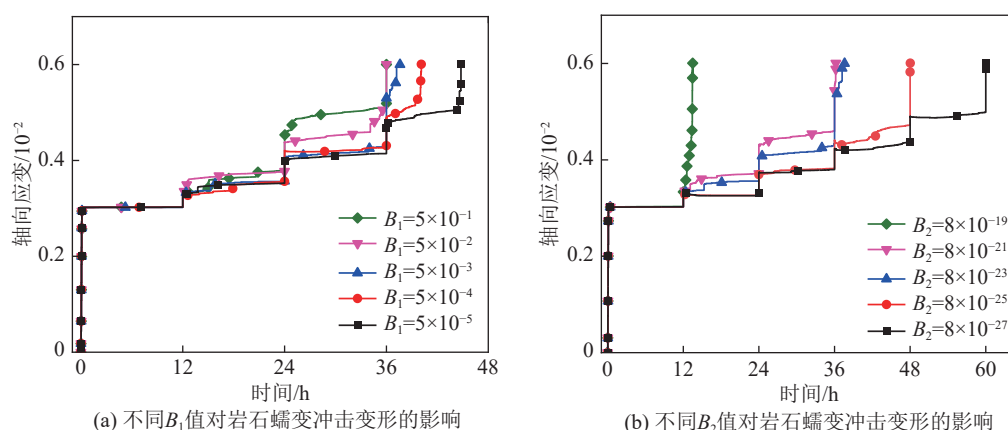 0.6
0.4
0.2
0
轴向应变/10⁻²
B₁=5×10⁻¹
B₁=5×10⁻²
B₁=5×10⁻³
B₁=5×10⁻⁴
B₁=5×10⁻⁵
0 12 24 36 48
时间/h
(a) 不同B₁值对岩石蠕变冲击变形的影响
0.6
0.4
0.2
0
轴向应变/10⁻²
B₂=8×10⁻¹⁹
B₂=8×10⁻²¹
B₂=8×10⁻²³
B₂=8×10⁻²⁵
B₂=8×10⁻²⁷
0 12 24 36 48 60
时间/h
(b) 不同B₂值对岩石蠕变冲击变形的影响